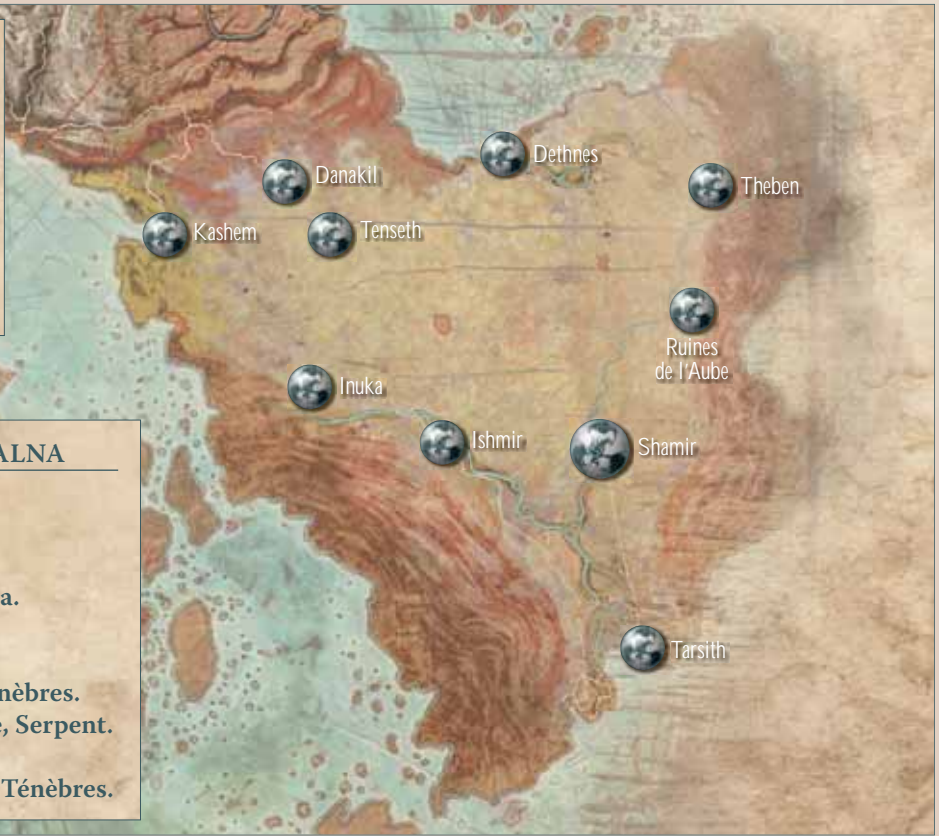 Dethnes
Danakil
Theben
Kashem
Tenseth
Ruines
de l'Aube
Inuka
Ishmir
Shamir
Tarsith
ALNA
a.
nèbres.
e, Serpent.
Ténèbres.